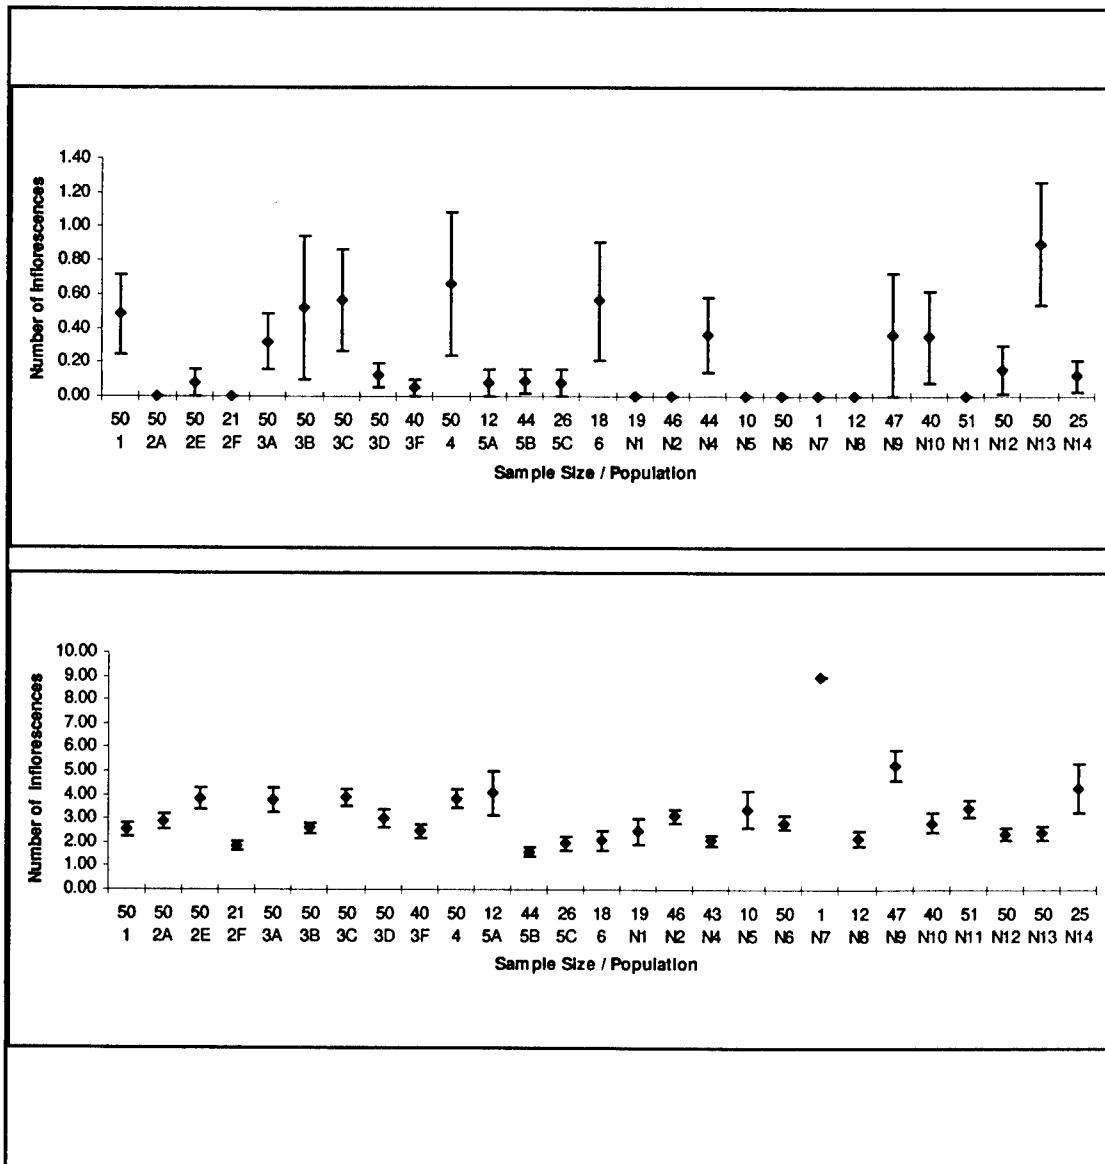 1.40
1.20
1.00
0.80
0.60
0.40
0.20
0.00
Number of Inflorescences
50 50 50 21 50 50 50 50 40 50 12 44 26 18 19 46 44 10 50 1 12 47 40 51 50 50 25
1 2A 2E 2F 3A 3B 3C 3D 3F 4 5A 5B 5C 6 N1 N2 N4 N5 N6 N7 N8 N9 N10 N11 N12 N13 N14
Sample Size / Population
10.00
9.00
8.00
7.00
6.00
5.00
4.00
3.00
2.00
1.00
0.00
Number of Inflorescences
50 50 50 21 50 50 50 50 40 50 12 44 26 18 19 46 43 10 50 1 12 47 40 51 50 50 25
1 2A 2E 2F 3A 3B 3C 3D 3F 4 5A 5B 5C 6 N1 N2 N4 N5 N6 N7 N8 N9 N10 N11 N12 N13 N14
Sample Size / Population